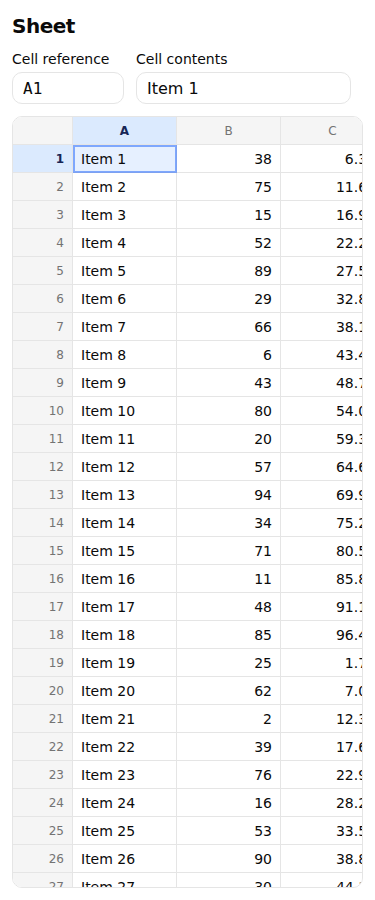 Sheet
Cell reference Cell contents
A1 Item 1
A B C
1 Item 1 38
2 Item 2 75
3 Item 3 15
4 Item 4 52
5 Item 5 89
6 Item 6 29
7 Item 7 66
8 Item 8 6
9 Item 9 43
10 Item 10 80
11 Item 11 20
12 Item 12 57
13 Item 13 94
14 Item 14 34
15 Item 15 71
16 Item 16 11
17 Item 17 48
18 Item 18 85
19 Item 19 25
20 Item 20 62
21 Item 21 2
22 Item 22 39
23 Item 23 76
24 Item 24 16
25 Item 25 53
26 Item 26 90
27 Item 27 30